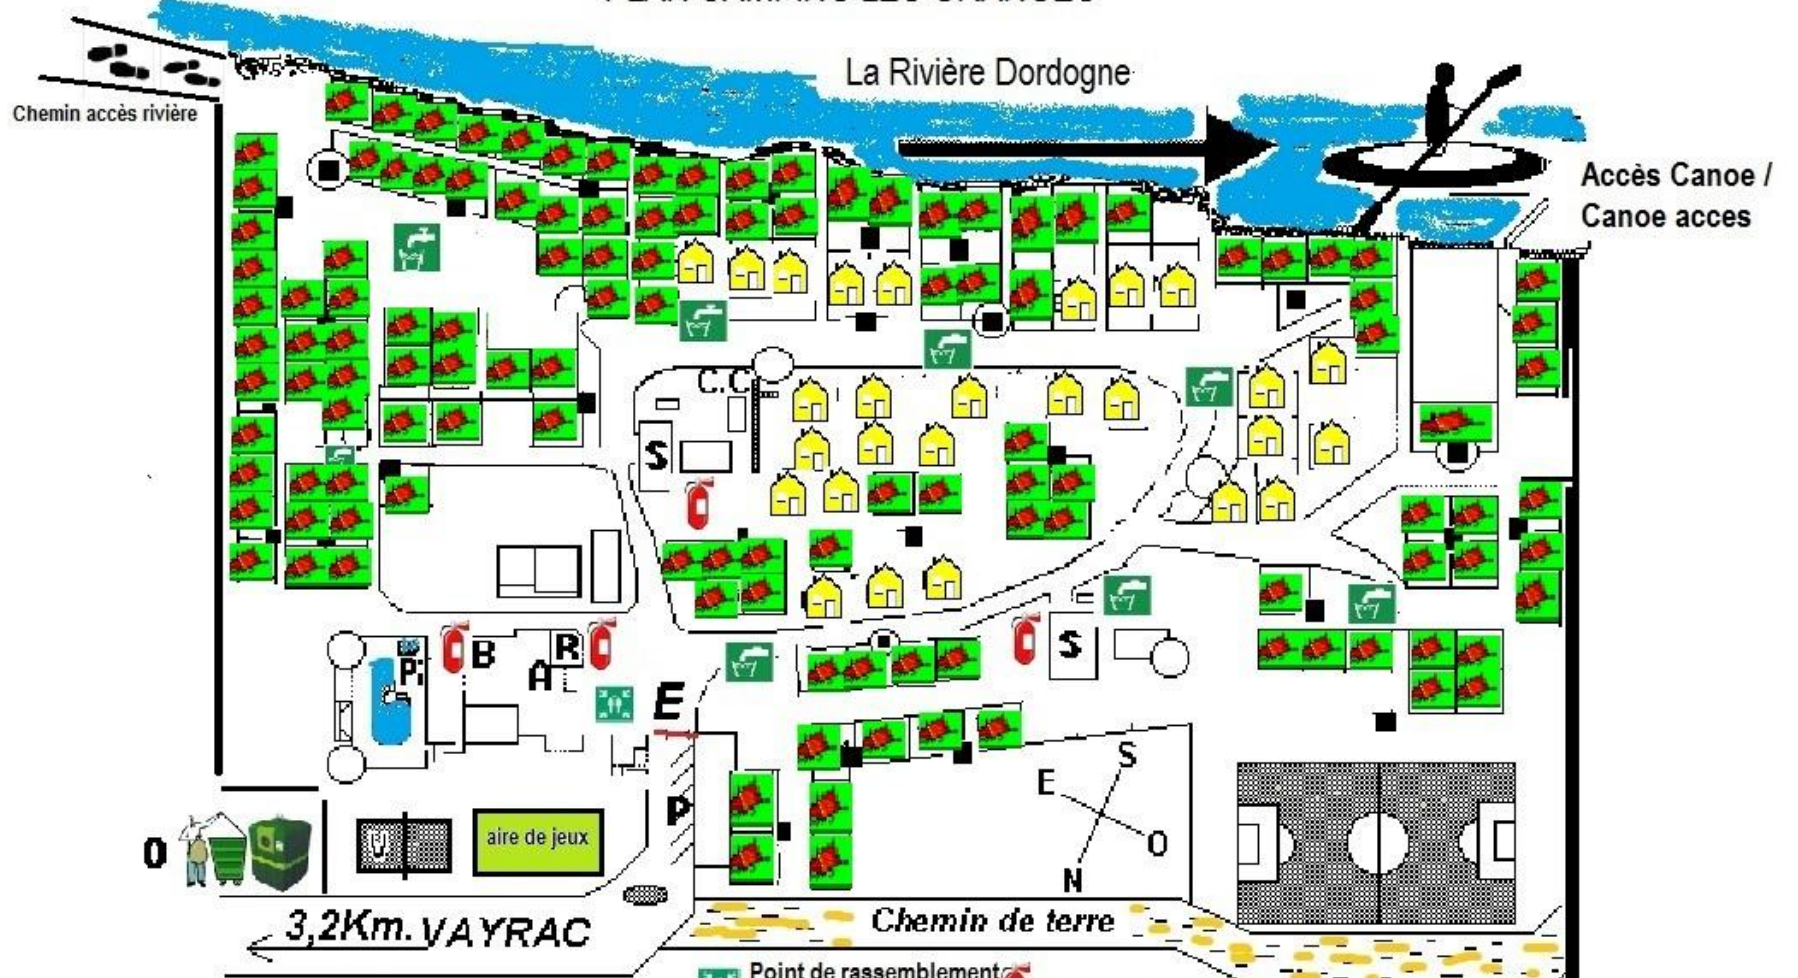 La Rivière Dordogne
Chemin accès rivière
Accès Canoe /
Canoe acces
C.C
S
S
B
R
A
Pi
E
P
S
E
O
N
O
V
aire de jeux
3,2Km. VAYRAC
Chemin de terre
Point de rassemblement